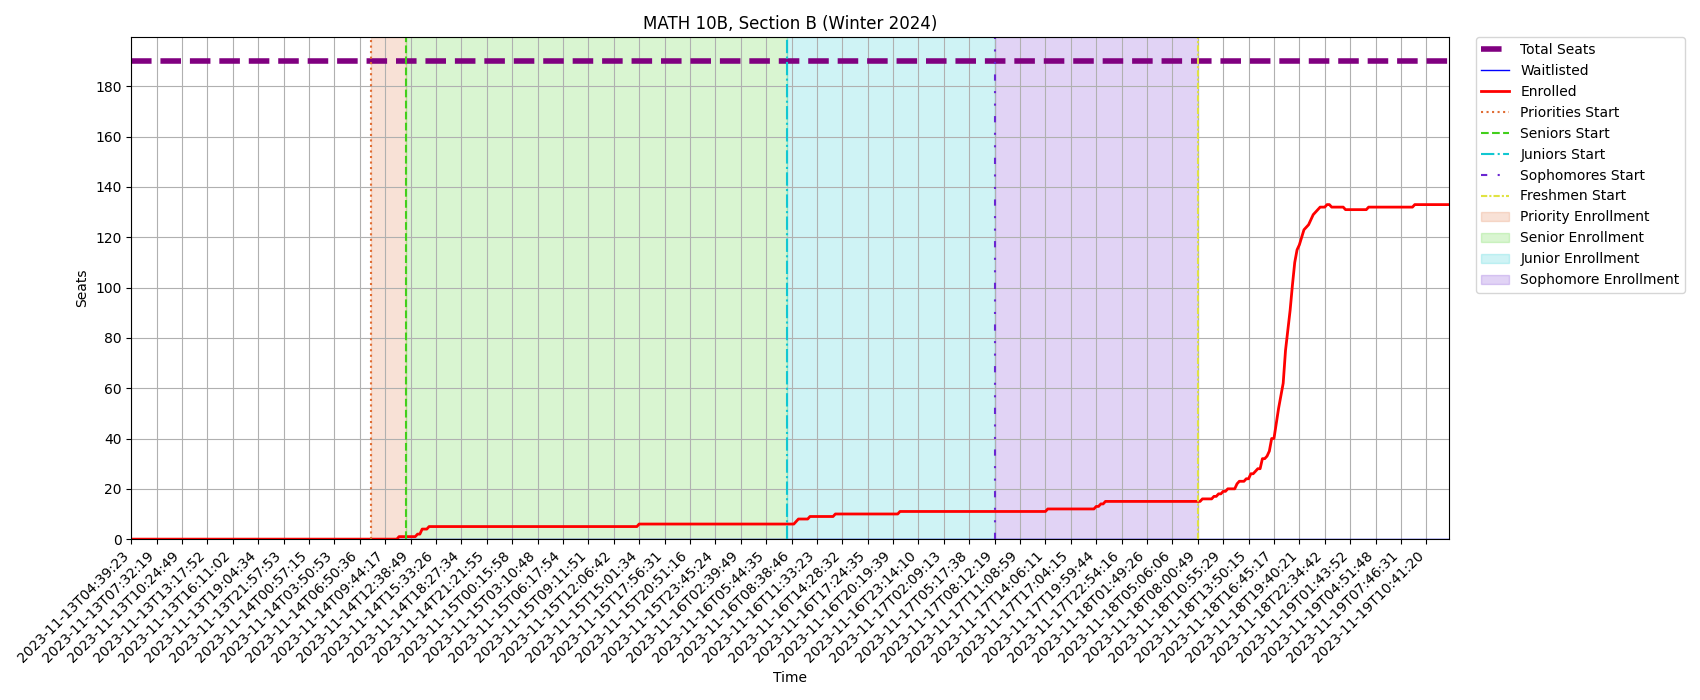 MATH 10B, Section B (Winter 2024)
Seats
180
160
140
120
100
80
60
40
20
0
2023-11-13T04:39:23
2023-11-13T07:32:19
2023-11-13T10:24:49
2023-11-13T13:17:52
2023-11-13T16:11:02
2023-11-13T19:04:34
2023-11-13T21:57:53
2023-11-14T00:57:15
2023-11-14T03:50:53
2023-11-14T06:50:36
2023-11-14T09:44:17
2023-11-14T12:38:49
2023-11-14T15:33:26
2023-11-14T18:27:34
2023-11-14T21:21:55
2023-11-15T00:15:58
2023-11-15T03:10:48
2023-11-15T06:17:54
2023-11-15T09:11:51
2023-11-15T12:06:42
2023-11-15T15:01:34
2023-11-15T17:56:31
2023-11-15T20:51:16
2023-11-15T23:45:24
2023-11-16T02:39:49
2023-11-16T05:44:35
2023-11-16T08:38:46
2023-11-16T11:33:23
2023-11-16T14:28:32
2023-11-16T17:24:35
2023-11-16T20:19:39
2023-11-16T23:14:10
2023-11-17T02:09:13
2023-11-17T05:17:38
2023-11-17T08:12:19
2023-11-17T11:08:59
2023-11-17T14:06:11
2023-11-17T17:04:15
2023-11-17T19:59:44
2023-11-17T22:54:16
2023-11-18T01:49:26
2023-11-18T05:06:06
2023-11-18T08:00:49
2023-11-18T10:55:29
2023-11-18T13:50:15
2023-11-18T16:45:17
2023-11-18T19:40:21
2023-11-18T22:34:42
2023-11-19T01:43:52
2023-11-19T04:51:48
2023-11-19T07:46:31
2023-11-19T10:41:20
Time
Total Seats
Waitlisted
Enrolled
Priorities Start
Seniors Start
Juniors Start
Sophomores Start
Freshmen Start
Priority Enrollment
Senior Enrollment
Junior Enrollment
Sophomore Enrollment